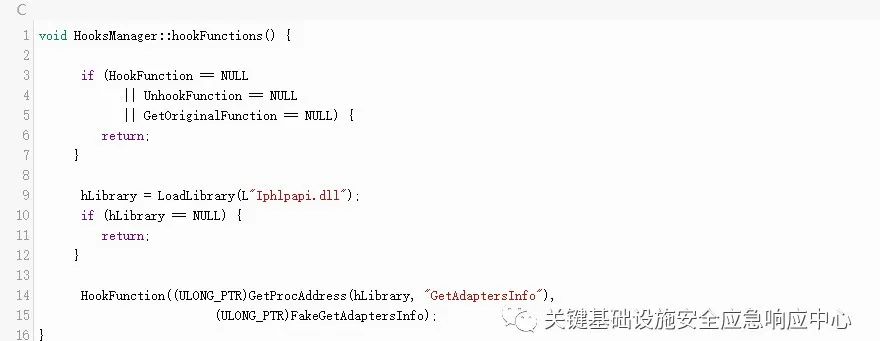 C
1 void HooksManager::hookFunctions() {
2
3 if (HookFunction == NULL
4 || UnhookFunction == NULL
5 || GetOriginalFunction == NULL) {
6 return;
7 }
8
9 hLibrary = LoadLibrary(L"Iphlpapi.dll");
10 if (hLibrary == NULL) {
11 return;
12 }
13
14 HookFunction((ULONG_PTR)GetProcAddress(hLibrary, "GetAdaptersInfo"),
15 (ULONG_PTR)FakeGetAdaptersInfo);
16 }
关键基础设施安全应急响应中心